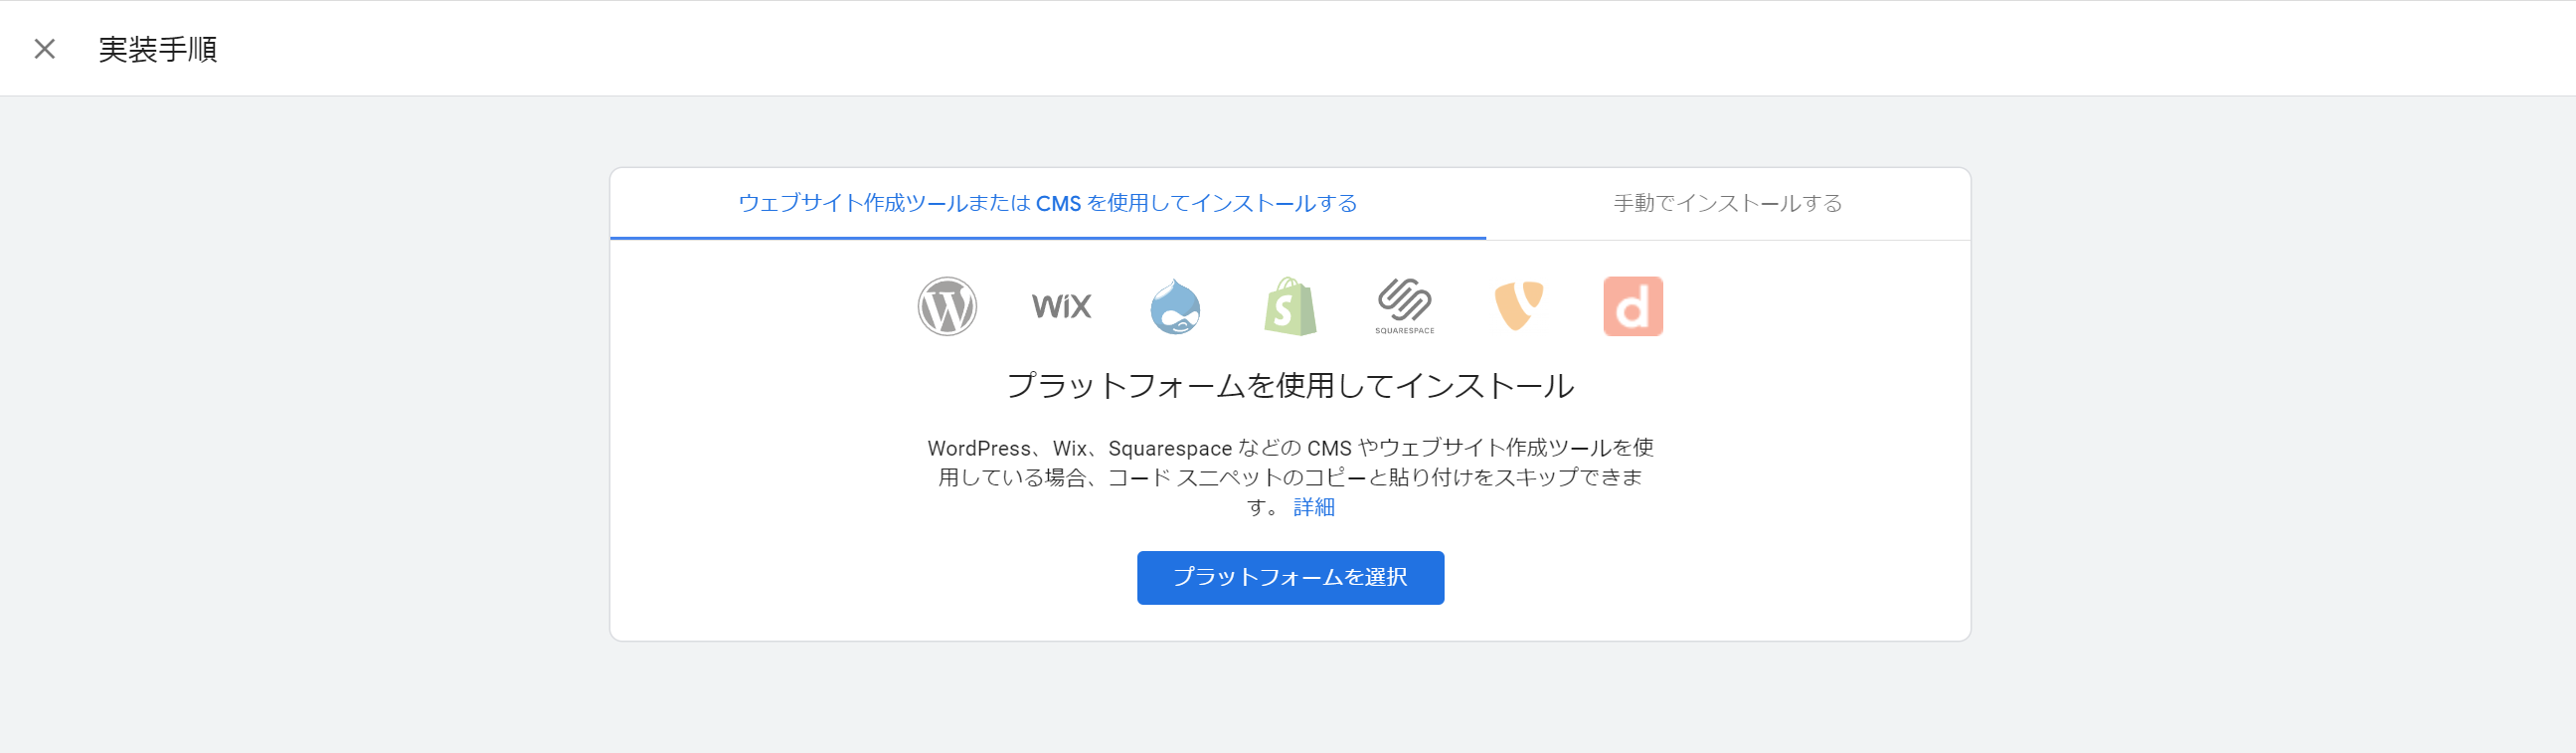 実装手順
ウェブサイト作成ツールまたは CMS を使用してインストールする
手動でインストールする
WiX
S
SQUARESPACE
d
プラットフォームを使用してインストール
WordPress、Wix、Squarespace などの CMS やウェブサイト作成ツールを使
用している場合、コード スニペットのコピーと貼り付けをスキップできま
す。 詳細
プラットフォームを選択